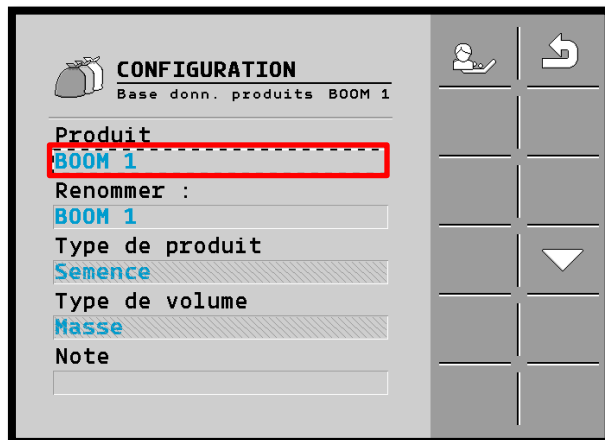 CONFIGURATION
Base donn. produits BOOM 1
Produit
BOOM 1
Renommer :
BOOM 1
Type de produit
Semence
Type de volume
Masse
Note